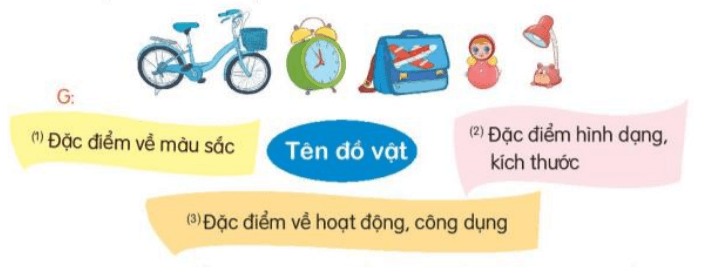 G:
(1) Đặc điểm về màu sắc
Tên đồ vật
(2) Đặc điểm hình dạng,
kích thước
(3) Đặc điểm về hoạt động, công dụng